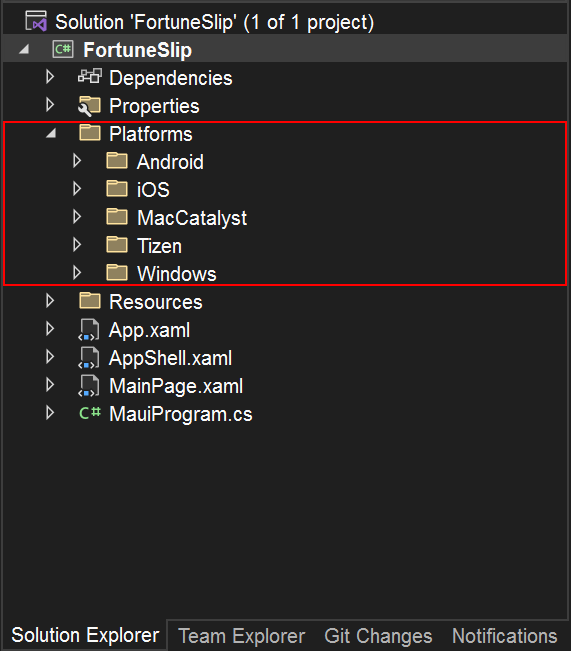 Solution 'FortuneSlip' (1 of 1 project)
C# FortuneSlip
Dependencies
Properties
Platforms
Android
iOS
MacCatalyst
Tizen
Windows
Resources
App.xaml
AppShell.xaml
MainPage.xaml
C# MauiProgram.cs
Solution Explorer Team Explorer Git Changes Notifications